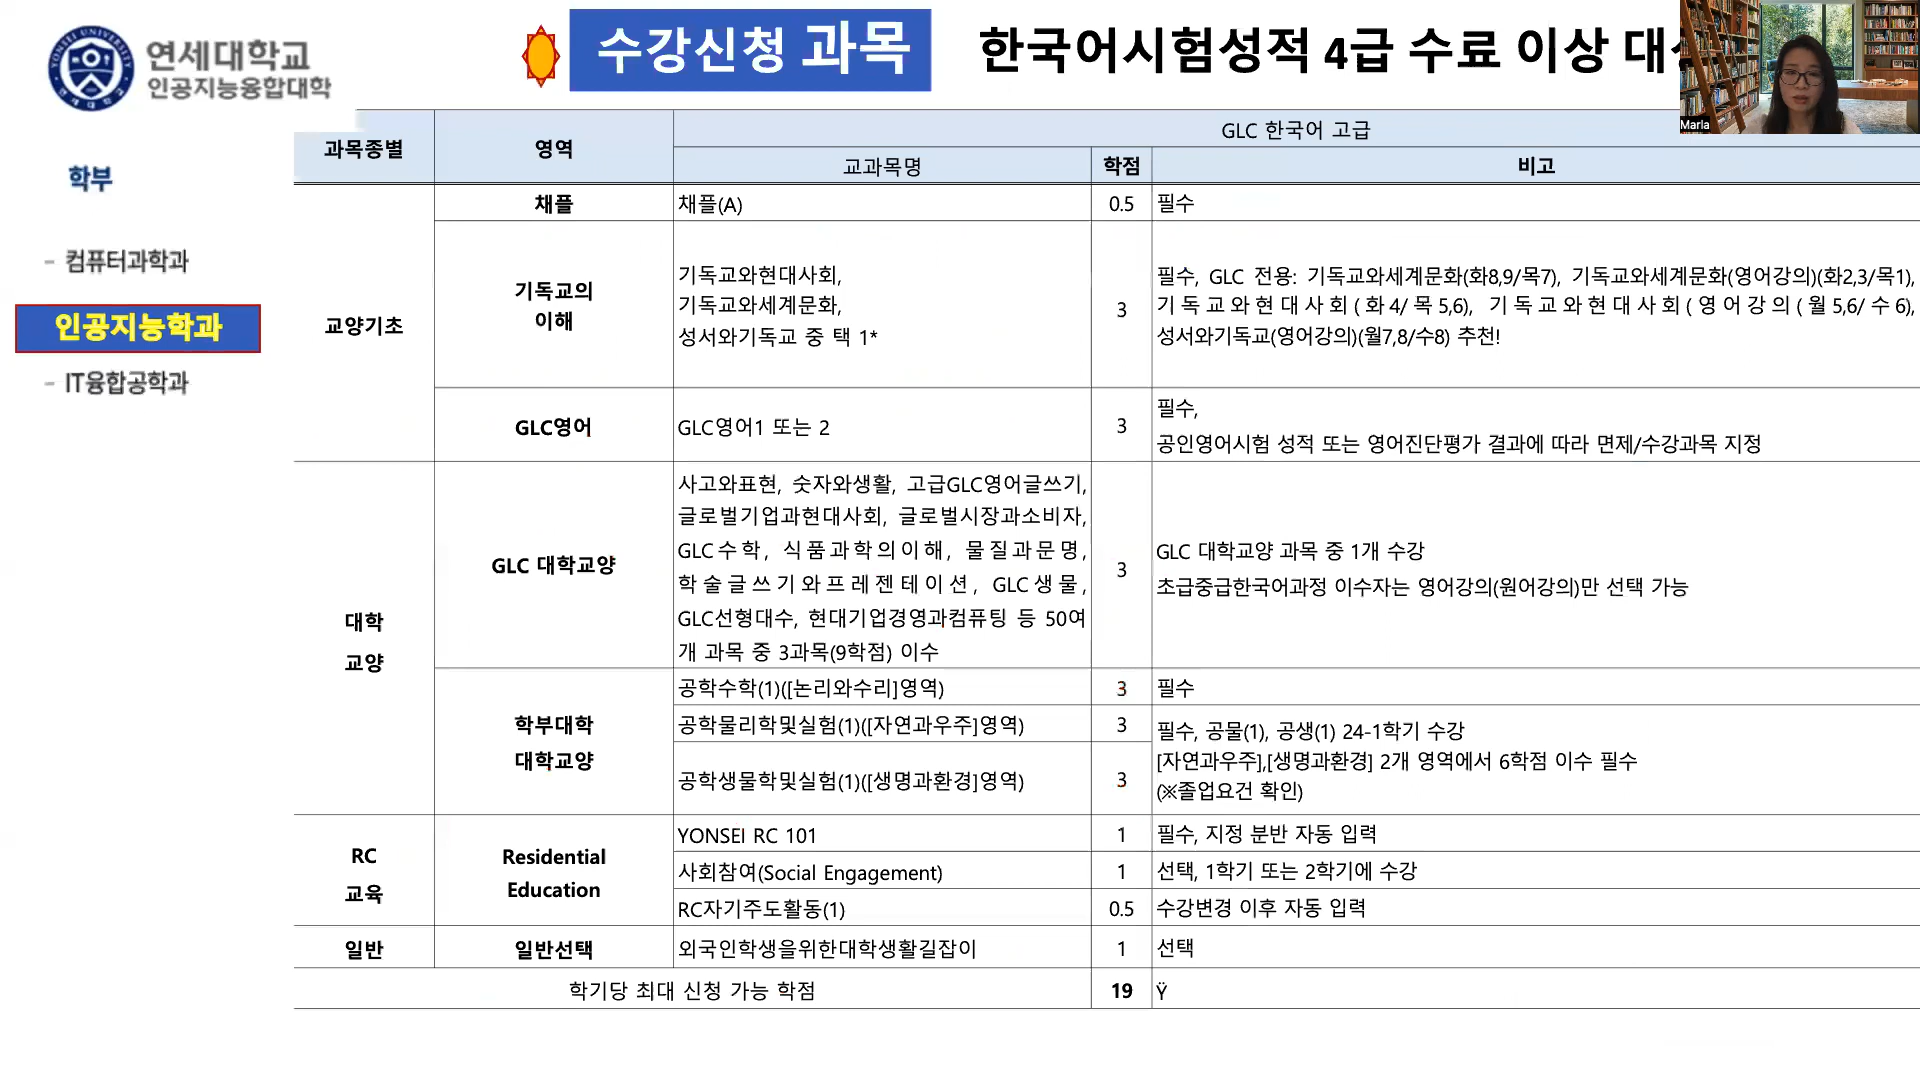 연세대학교
인공지능융합대학
수강신청 과목
한국어시험성적 4급 수료 이상 대
Maria
학부
- 컴퓨터과학과
인공지능학과
- IT융합공학과
과목종별
영역
GLC 한국어 고급
교과목명
학점
비고
교양기초
채플
채플(A)
0.5
필수
기독교의
이해
기독교와현대사회,
기독교와세계문화,
성서와기독교 중 택 1*
3
필수, GLC 전용: 기독교와세계문화(화8,9/목7), 기독교와세계문화(영어강의)(화2,3/목1),
기독교와현대사회(화4/목5,6), 기독교와현대사회(영어강의(월5,6/수6),
성서와기독교(영어강의)(월7,8/수8) 추천!
GLC영어
GLC영어1 또는 2
3
필수,
공인영어시험 성적 또는 영어진단평가 결과에 따라 면제/수강과목 지정
대학
교양
GLC 대학교양
사고와표현, 숫자와생활, 고급GLC영어글쓰기,
글로벌기업과현대사회, 글로벌시장과소비자,
GLC수학, 식품과학의이해, 물질과문명,
학술글쓰기와프레젠테이션, GLC생물,
GLC선형대수, 현대기업경영과컴퓨팅 등 50여
개 과목 중 3과목(9학점) 이수
3
GLC 대학교양 과목 중 1개 수강
초급중급한국어과정 이수자는 영어강의(원어강의)만 선택 가능
학부대학
대학교양
공학수학(1)([논리와수리]영역)
3
필수
공학물리학및실험(1)([자연과우주]영역)
3
공학생물학및실험(1)([생명과환경]영역)
3
필수, 공물(1), 공생(1) 24-1학기 수강
[자연과우주],[생명과환경] 2개 영역에서 6학점 이수 필수
(※졸업요건 확인)
RC
교육
Residential
Education
YONSEI RC 101
1
필수, 지정 분반 자동 입력
사회참여(Social Engagement)
1
선택, 1학기 또는 2학기에 수강
RC자기주도활동(1)
0.5
수강변경 이후 자동 입력
일반
일반선택
외국인학생을위한대학생활길잡이
1
선택
학기당 최대 신청 가능 학점
19
Ÿ